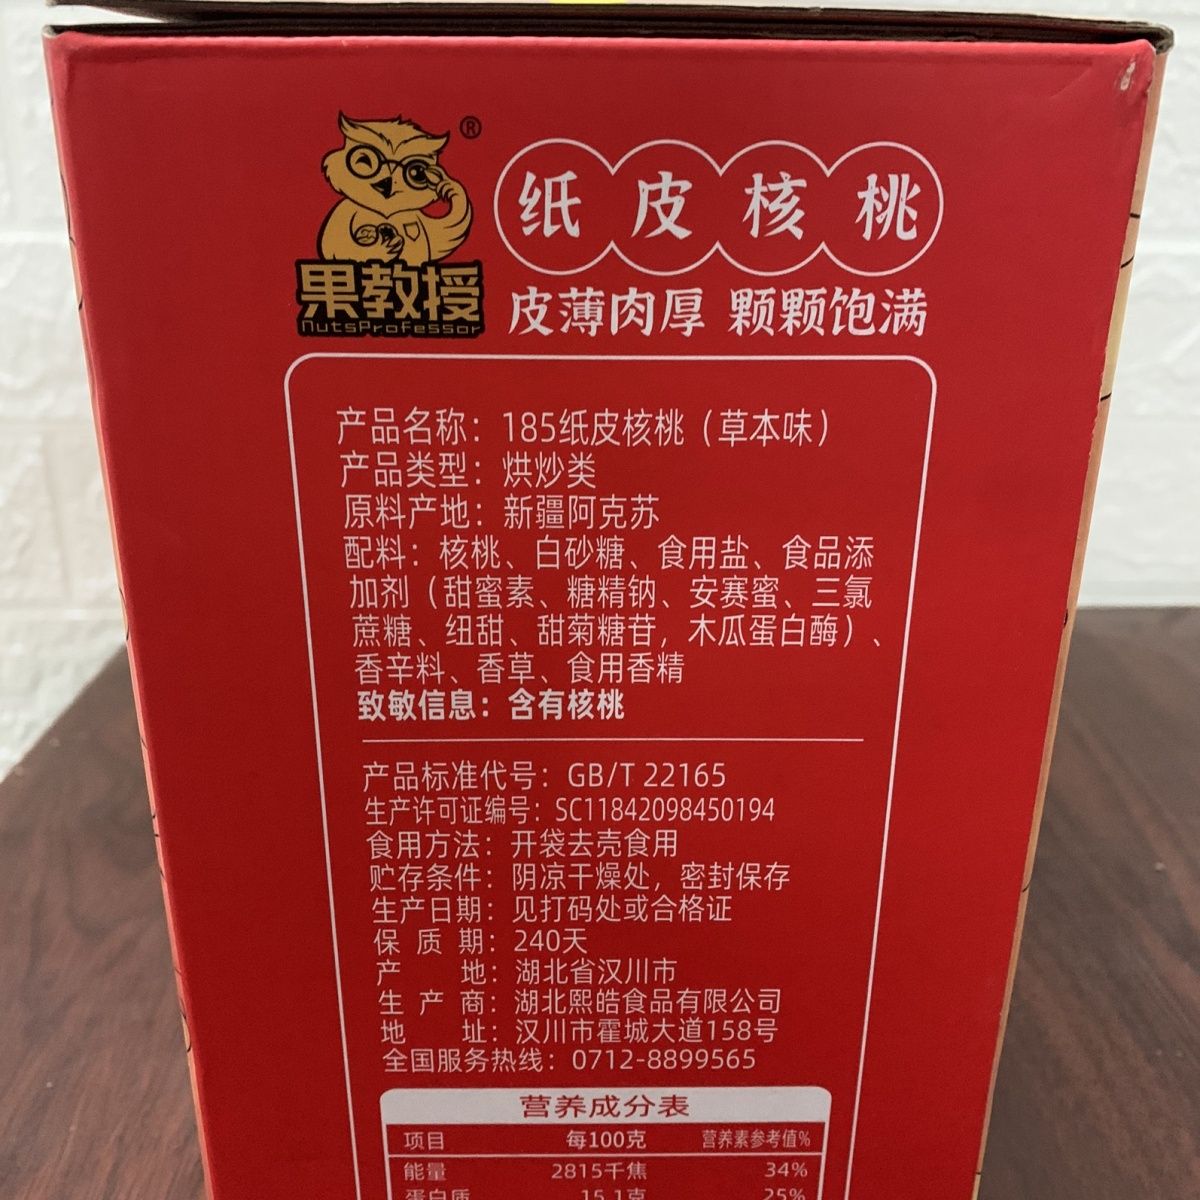 ®
纸皮核桃
果教授
NutsProfessor
皮薄肉厚 颗颗饱满
产品名称：185纸皮核桃（草本味）
产品类型：烘炒类
原料产地：新疆阿克苏
配料：核桃、白砂糖、食用盐、食品添
加剂（甜蜜素、糖精钠、安赛蜜、三氯
蔗糖、纽甜、甜菊糖苷，木瓜蛋白酶）、
香辛料、香草、食用香精
致敏信息：含有核桃
产品标准代号：GB/T 22165
生产许可证编号：SC11842098450194
食用方法：开袋去壳食用
贮存条件：阴凉干燥处，密封保存
生产日期：见打码处或合格证
保质期：240天
产地：湖北省汉川市
生产商：湖北熙皓食品有限公司
地址：汉川市霍城大道158号
全国服务热线：0712-8899565
营养成分表
项目 每100克 营养素参考值%
能量 2815千焦 34%
蛋白质 15.1克 25%